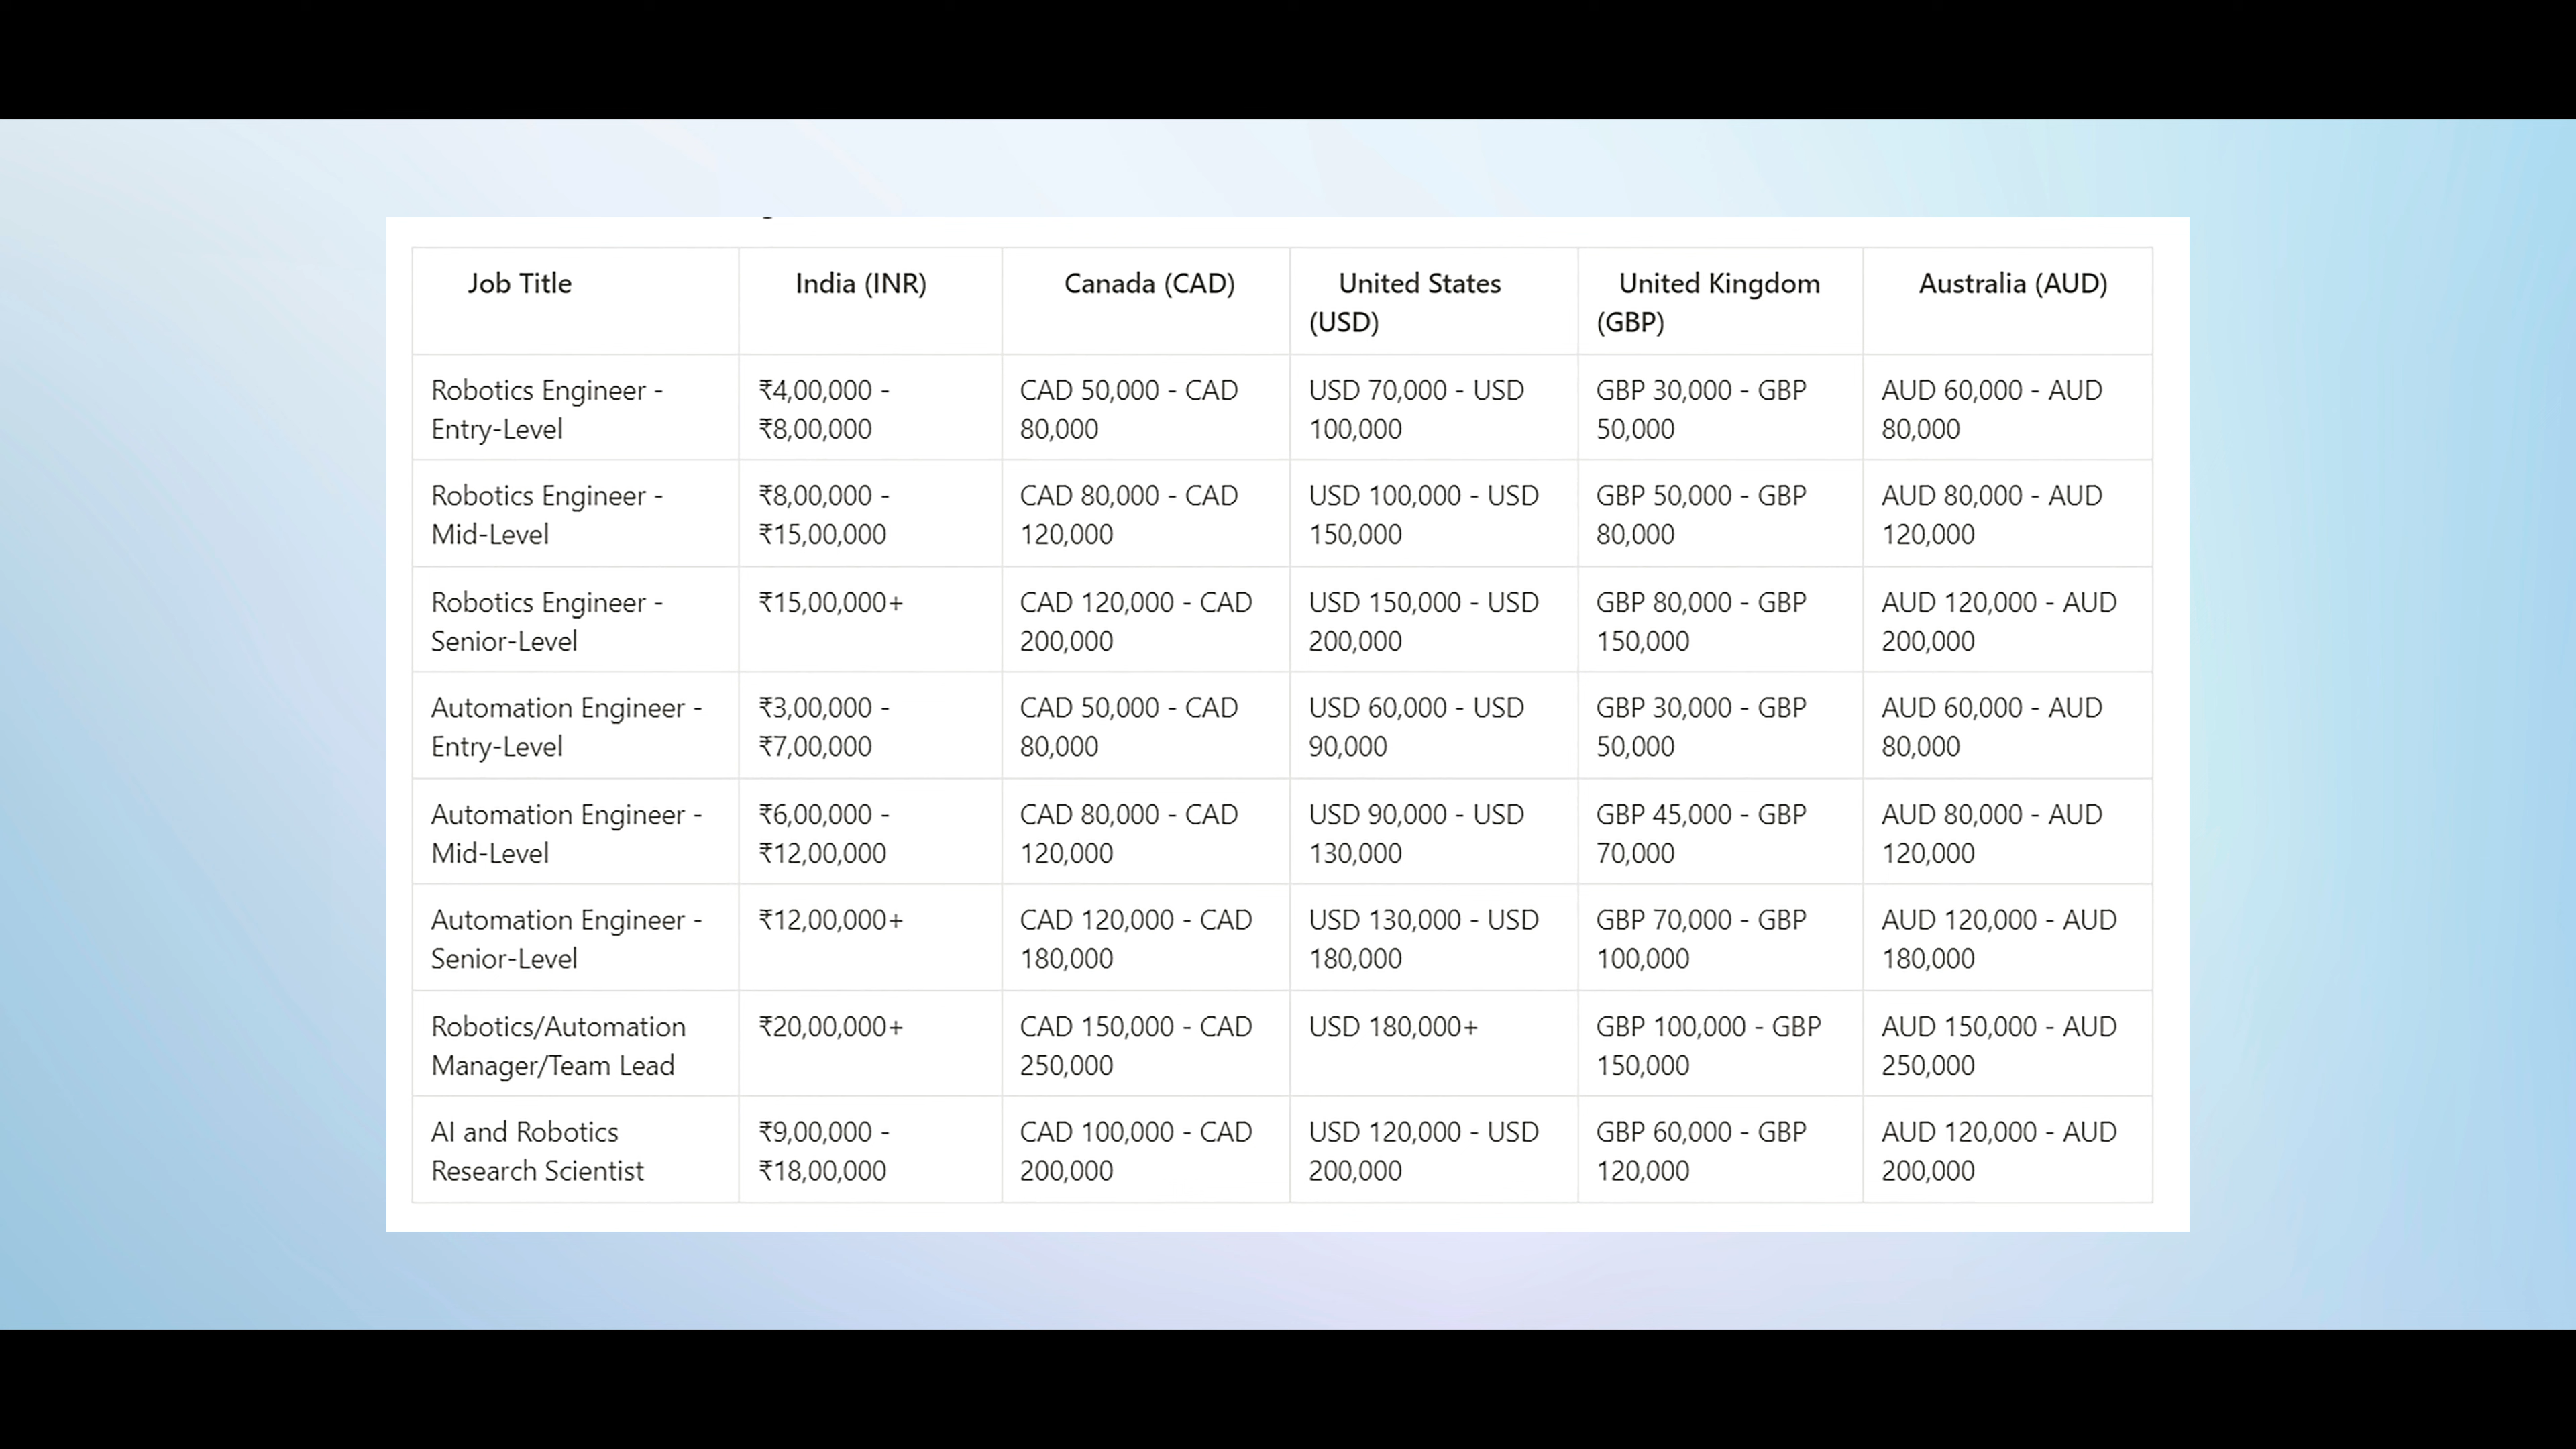 Job Title
India (INR)
Canada (CAD)
United States
(USD)
United Kingdom
(GBP)
Australia (AUD)
Robotics Engineer -
Entry-Level
₹4,00,000 -
₹8,00,000
CAD 50,000 - CAD
80,000
USD 70,000 - USD
100,000
GBP 30,000 - GBP
50,000
AUD 60,000 - AUD
80,000
Robotics Engineer -
Mid-Level
₹8,00,000 -
₹15,00,000
CAD 80,000 - CAD
120,000
USD 100,000 - USD
150,000
GBP 50,000 - GBP
80,000
AUD 80,000 - AUD
120,000
Robotics Engineer -
Senior-Level
₹15,00,000+
CAD 120,000 - CAD
200,000
USD 150,000 - USD
200,000
GBP 80,000 - GBP
150,000
AUD 120,000 - AUD
200,000
Automation Engineer -
Entry-Level
₹3,00,000 -
₹7,00,000
CAD 50,000 - CAD
80,000
USD 60,000 - USD
90,000
GBP 30,000 - GBP
50,000
AUD 60,000 - AUD
80,000
Automation Engineer -
Mid-Level
₹6,00,000 -
₹12,00,000
CAD 80,000 - CAD
120,000
USD 90,000 - USD
130,000
GBP 45,000 - GBP
70,000
AUD 80,000 - AUD
120,000
Automation Engineer -
Senior-Level
₹12,00,000+
CAD 120,000 - CAD
180,000
USD 130,000 - USD
180,000
GBP 70,000 - GBP
100,000
AUD 120,000 - AUD
180,000
Robotics/Automation
Manager/Team Lead
₹20,00,000+
CAD 150,000 - CAD
250,000
USD 180,000+
GBP 100,000 - GBP
150,000
AUD 150,000 - AUD
250,000
AI and Robotics
Research Scientist
₹9,00,000 -
₹18,00,000
CAD 100,000 - CAD
200,000
USD 120,000 - USD
200,000
GBP 60,000 - GBP
120,000
AUD 120,000 - AUD
200,000